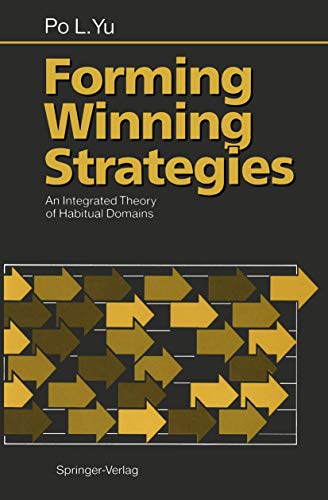 Po L. Yu
Forming
Winning
Strategies
An Integrated Theory
of Habitual Domains
Springer-Verlag